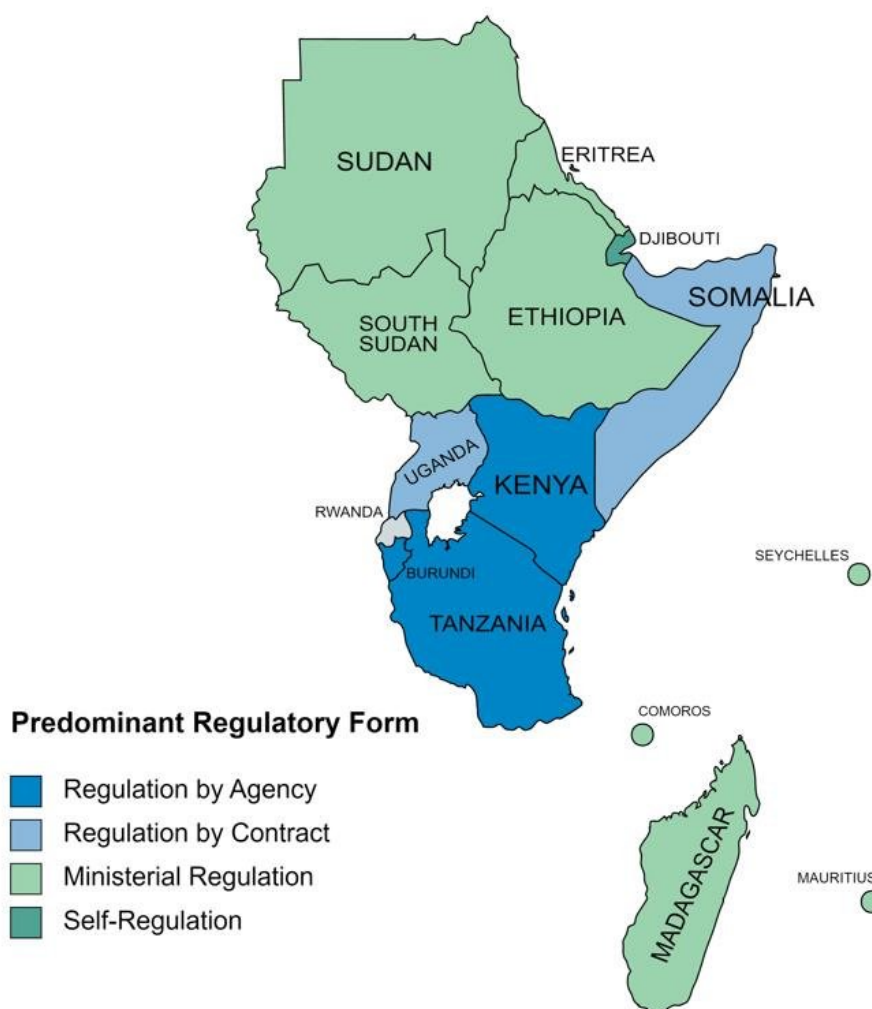 SUDAN
ERITREA
DJIBOUTI
SOMALIA
ETHIOPIA
SOUTH
SUDAN
UGANDA
KENYA
RWANDA
BURUNDI
SEYCHELLES
TANZANIA
COMOROS
Predominant Regulatory Form
Regulation by Agency
Regulation by Contract
Ministerial Regulation
Self-Regulation
MADAGASCAR
MAURITIUS